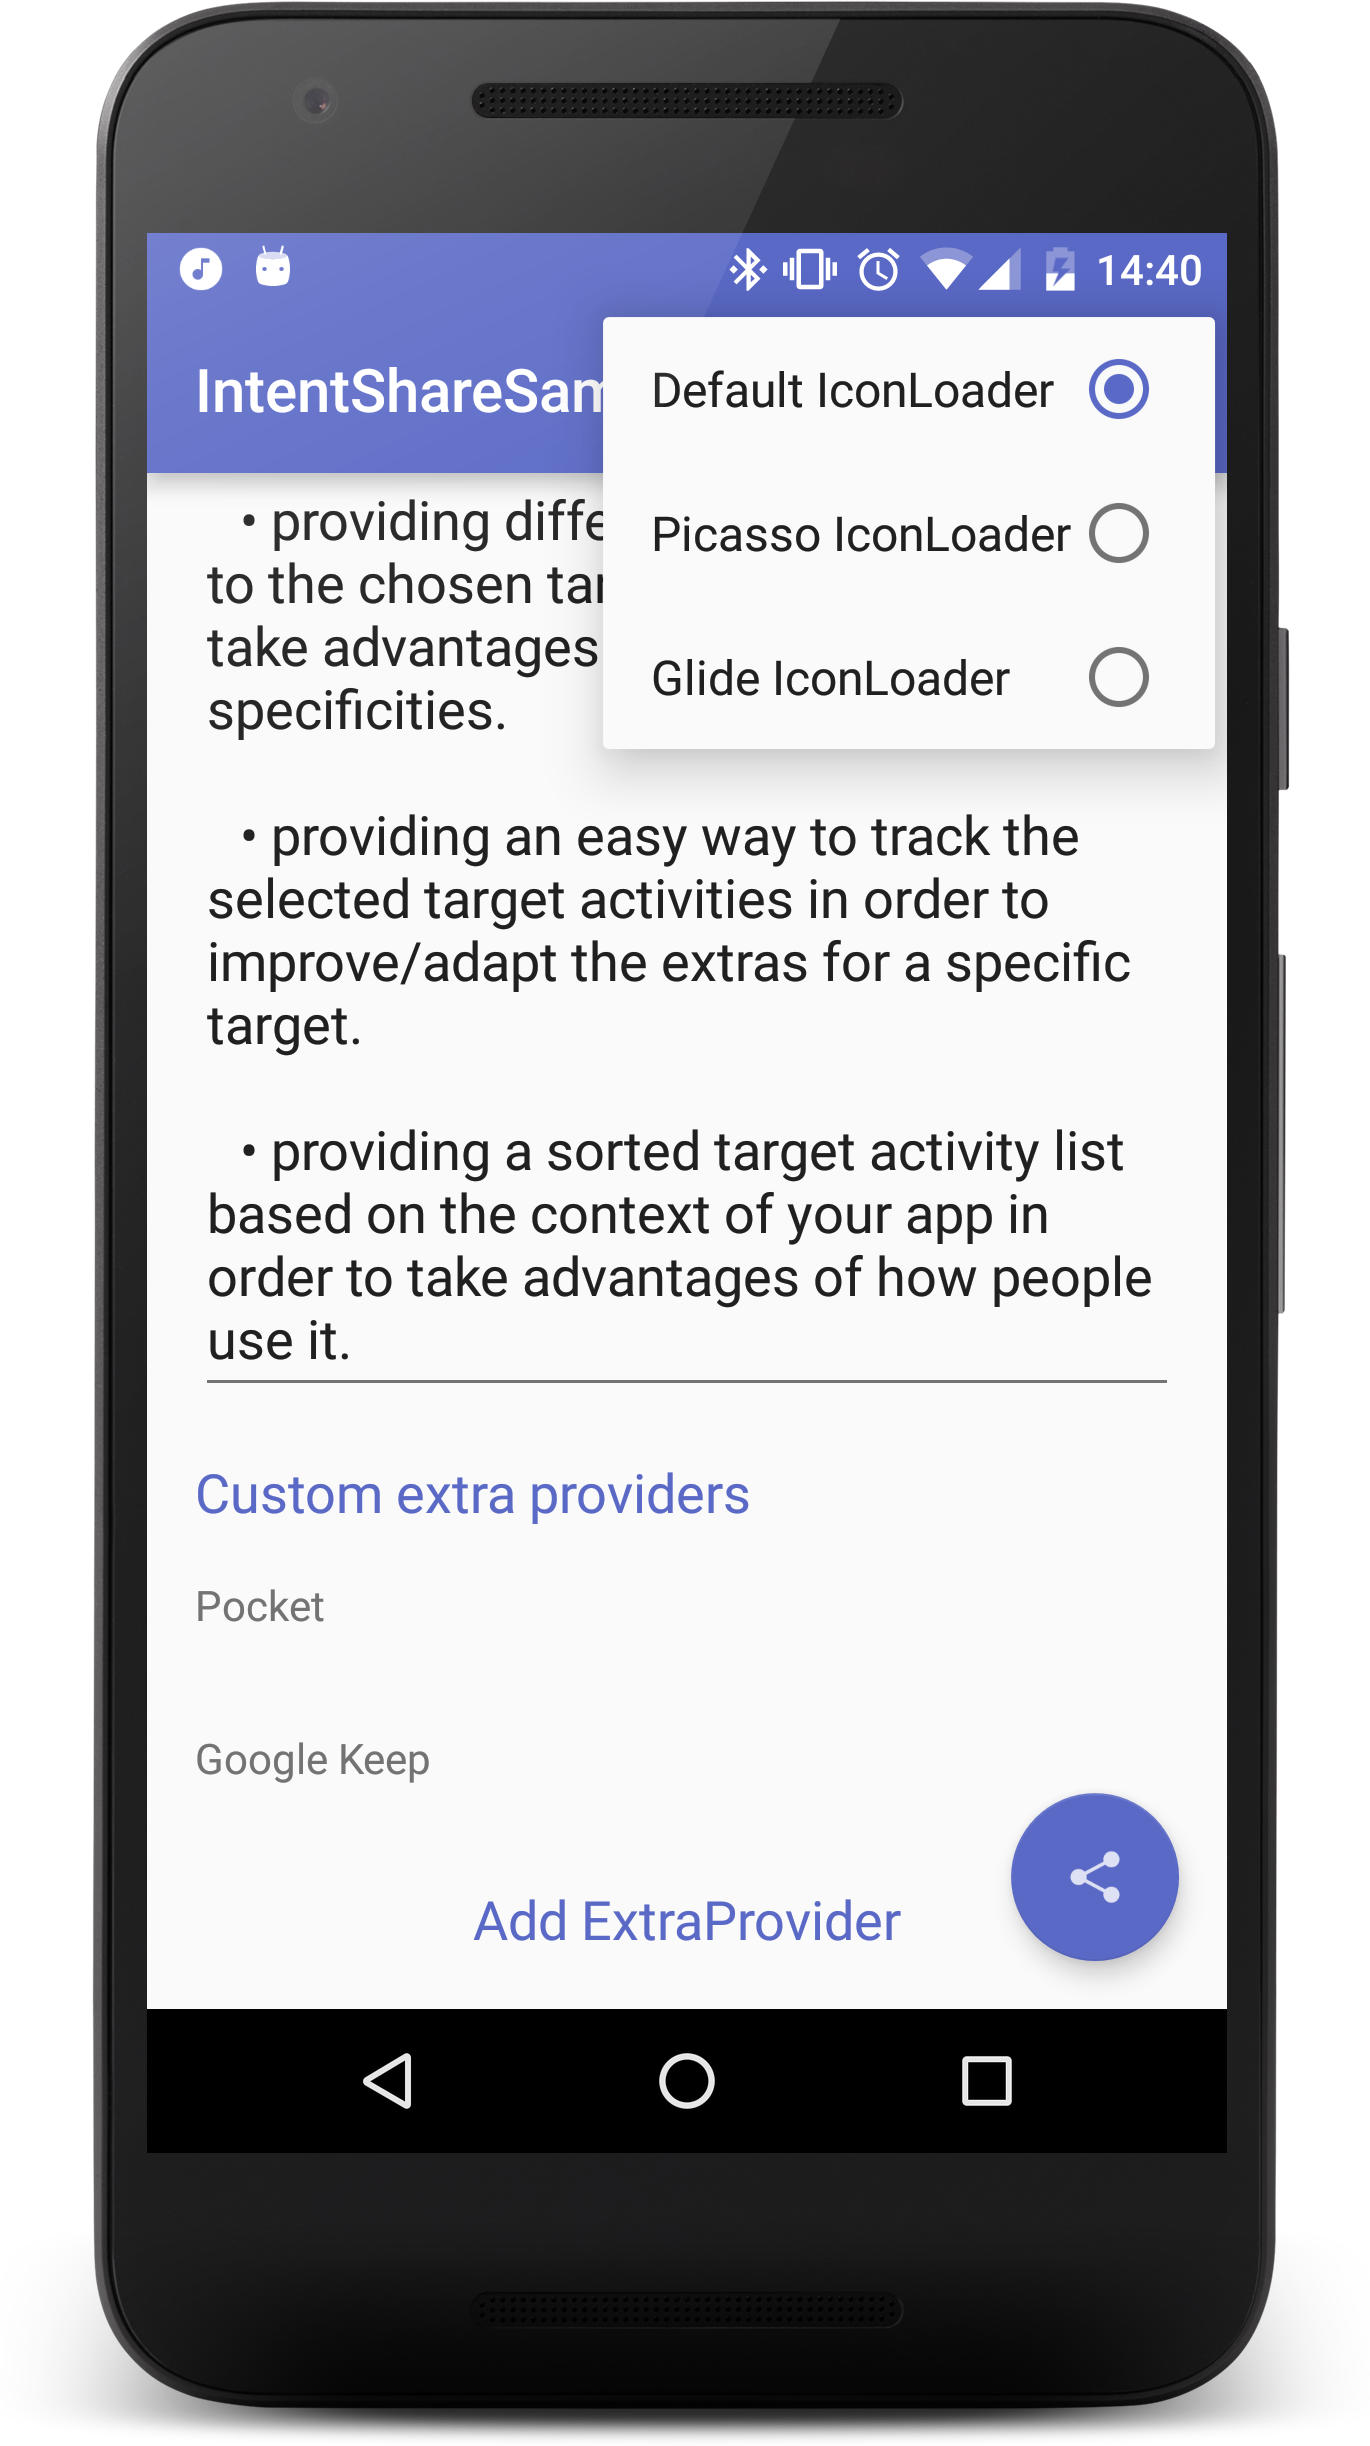 14:40
IntentShareSam
Default IconLoader
Picasso IconLoader
Glide IconLoader
• providing diffe
to the chosen tar
take advantages
specificities.
• providing an easy way to track the
selected target activities in order to
improve/adapt the extras for a specific
target.
• providing a sorted target activity list
based on the context of your app in
order to take advantages of how people
use it.
Custom extra providers
Pocket
Google Keep
Add ExtraProvider